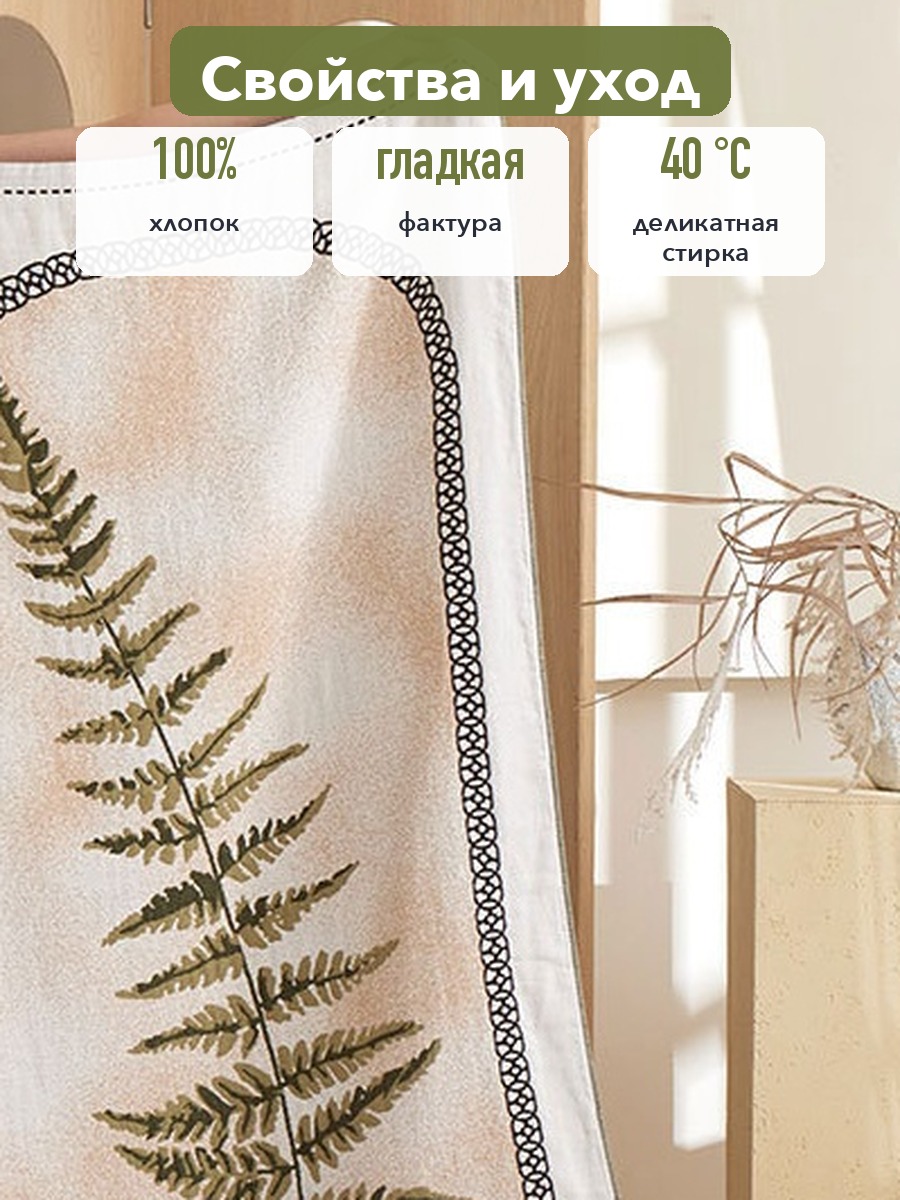 Свойства и уход
100%
хлопок
гладкая
фактура
40 °C
деликатная
стирка